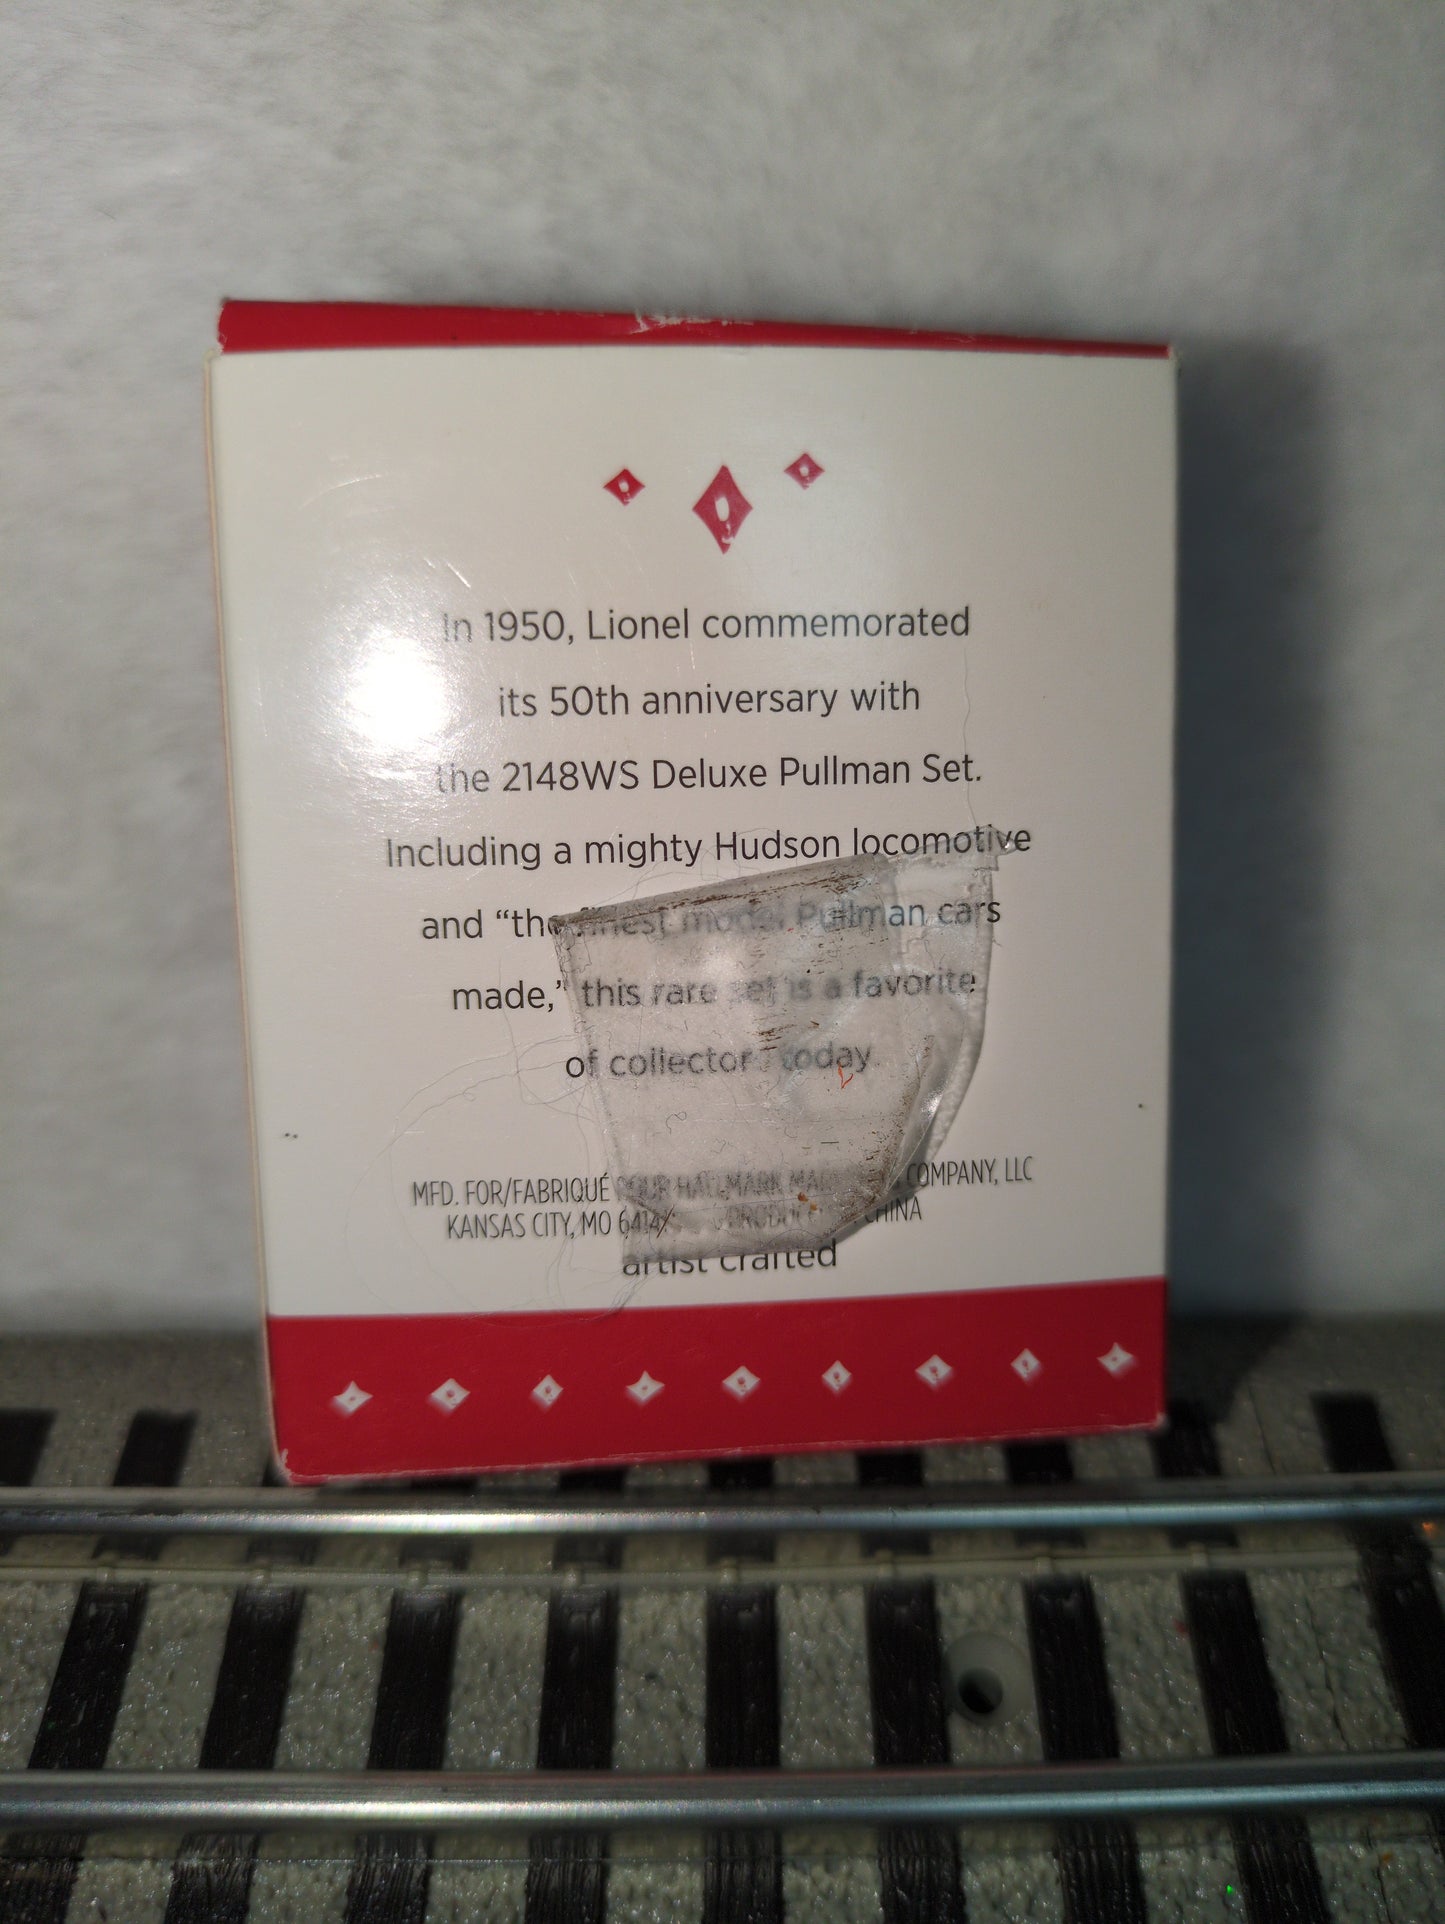 In 1950, Lionel commemorated
its 50th anniversary with
the 2148WS Deluxe Pullman Set.
Including a mighty Hudson locomotive
and “the finest model Pullman cars
made,” this rare set is a favorite
of collectors today.
MFD. FOR/FABRIQUÉ POUR HALLMARK MARKETING COMPANY, LLC
KANSAS CITY, MO 6414 PRODUCT CHINA
artist crafted